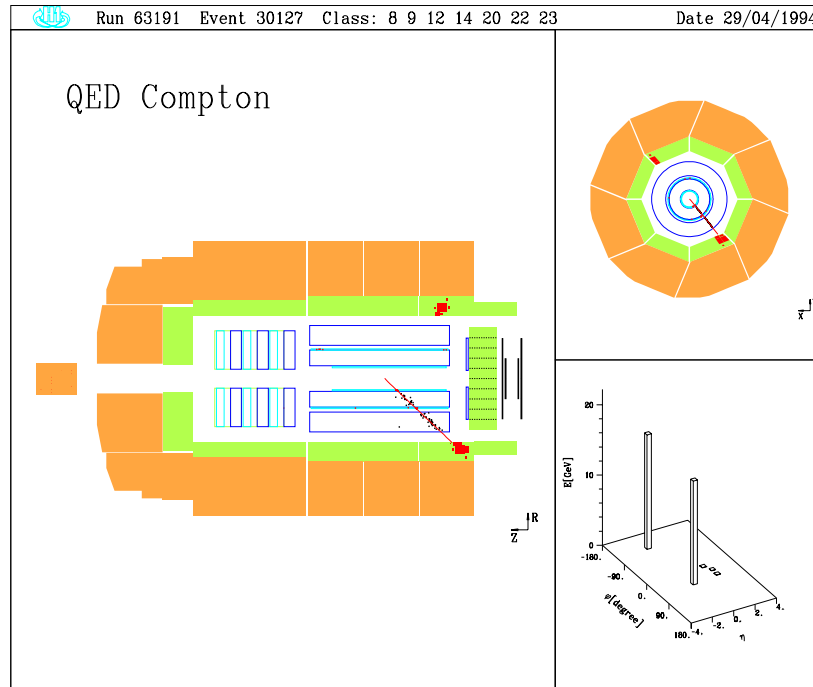 Run 63191 Event 30127 Class: 8 9 12 14 20 22 23 Date 29/04/1994
QED Compton
R
Z
X
E[GeV]
20
10
0
-180.
-90.
0.
90.
180.
φ[degree]
-4.
-2.
0.
2.
4.
η